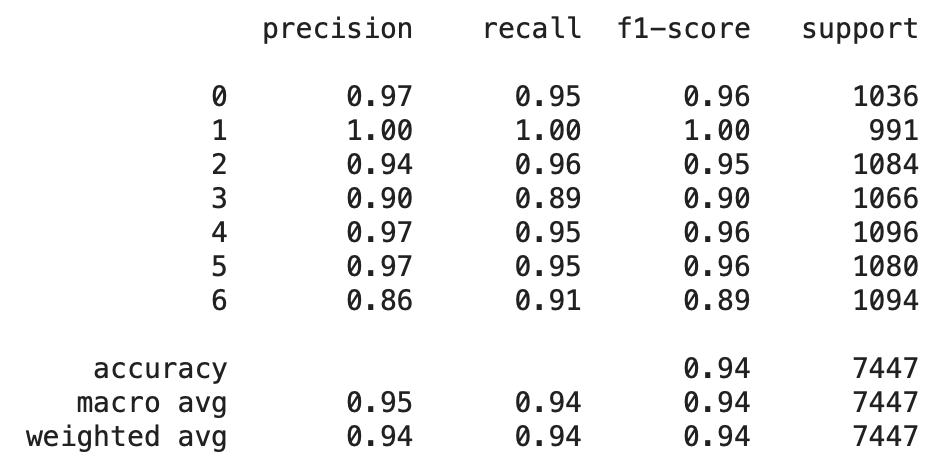 precision recall f1-score support
0 0.97 0.95 0.96 1036
1 1.00 1.00 1.00 991
2 0.94 0.96 0.95 1084
3 0.90 0.89 0.90 1066
4 0.97 0.95 0.96 1096
5 0.97 0.95 0.96 1080
6 0.86 0.91 0.89 1094
accuracy 0.94 7447
macro avg 0.95 0.94 0.94 7447
weighted avg 0.94 0.94 0.94 7447